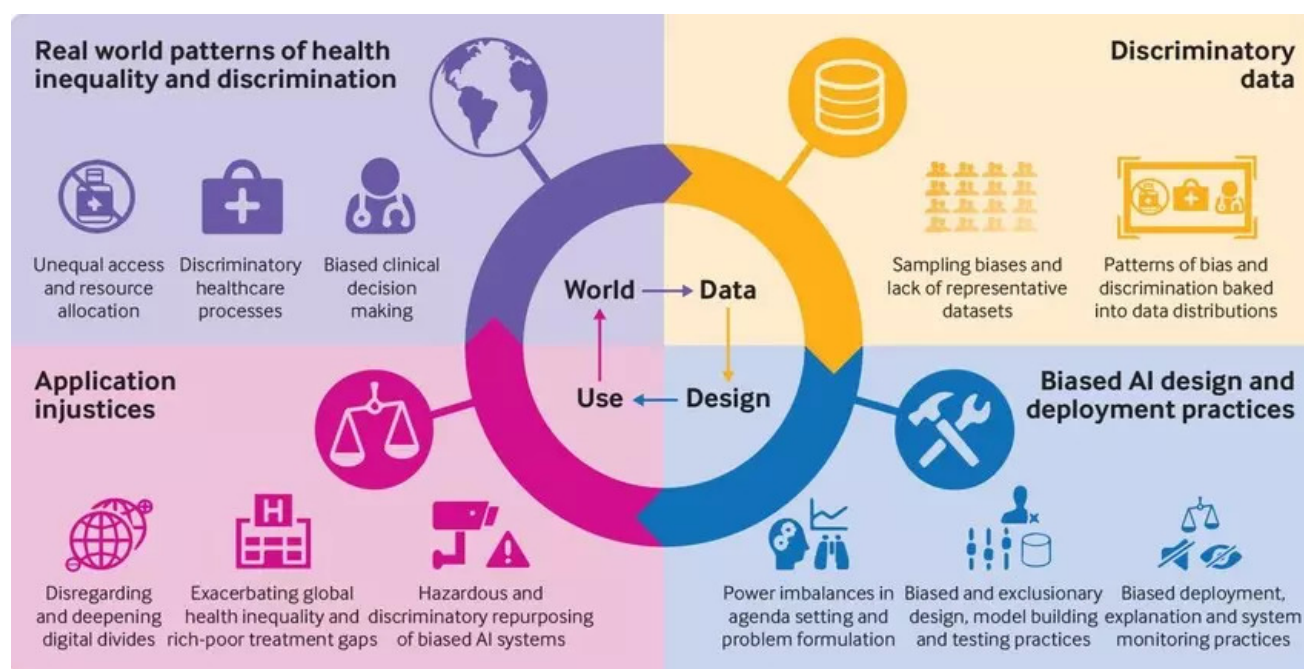 Real world patterns of health
inequality and discrimination
Unequal access
and resource
allocation
Discriminatory
healthcare
processes
Biased clinical
decision
making
Discriminatory
data
Sampling biases and
lack of representative
datasets
Patterns of bias and
discrimination baked
into data distributions
World
Data
Use
Design
Application
injustices
H
Disregarding
and deepening
digital divides
Exacerbating global
health inequality and
rich-poor treatment gaps
Hazardous and
discriminatory repurposing
of biased AI systems
Biased AI design and
deployment practices
Power imbalances in
agenda setting and
problem formulation
Biased and exclusionary
design, model building
and testing practices
Biased deployment,
explanation and system
monitoring practices